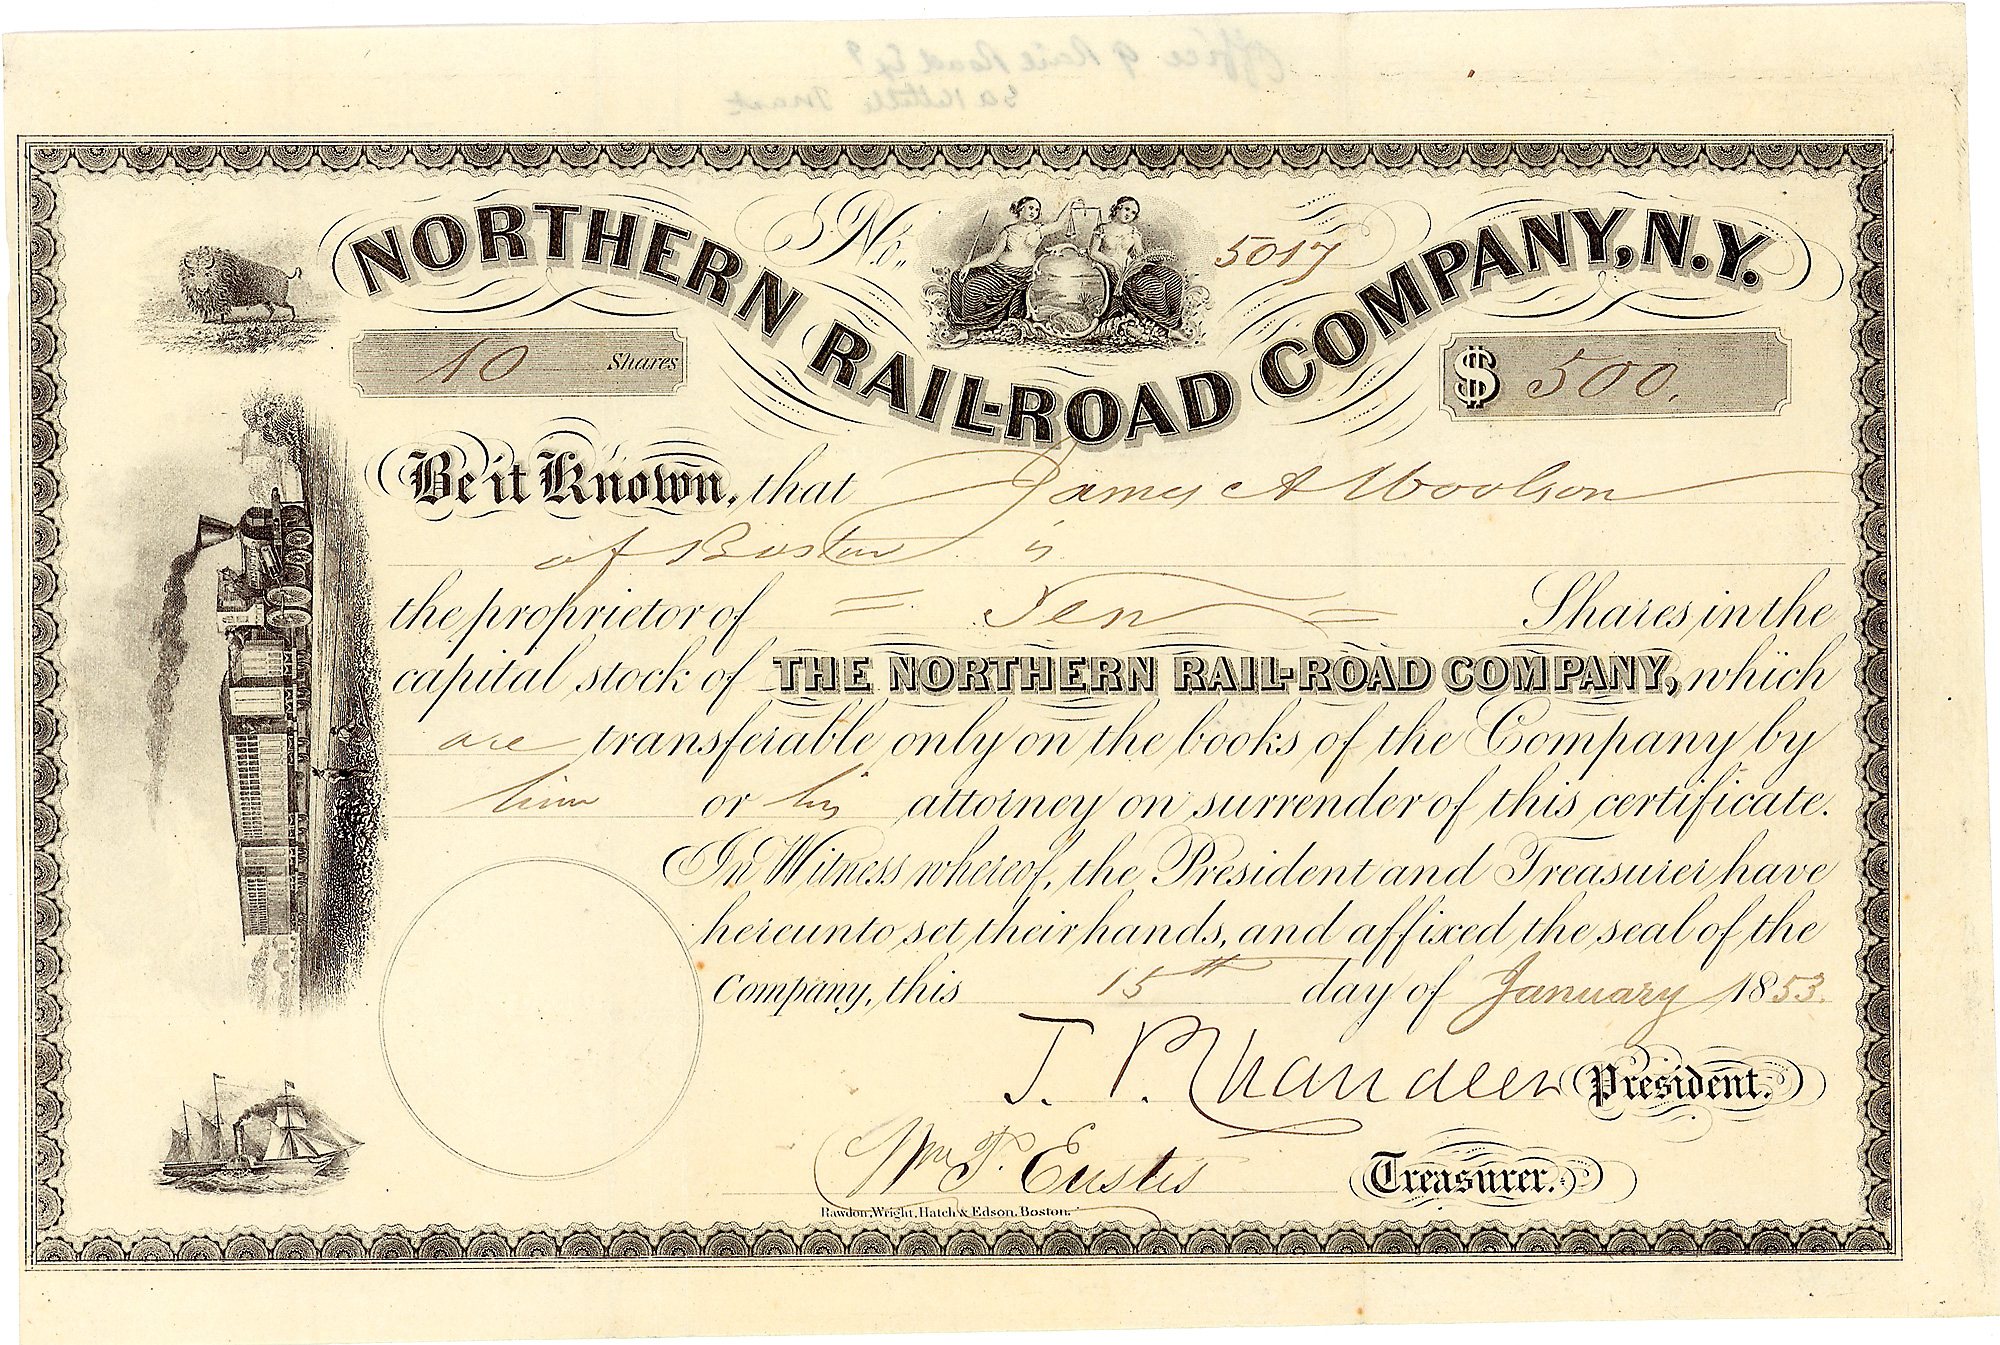 NORTHERN RAIL-ROAD COMPANY, N.Y.
No. 5017
10 Shares
$ 500.
Be it Known, that James A Woolson
of Boston is
the proprietor of = Ten = Shares in the
capital stock of THE NORTHERN RAIL-ROAD COMPANY, which
are transferable only on the books of the Company by
him or his attorney on surrender of this certificate.
In Witness whereof, the President and Treasurer have
hereunto set their hands, and affixed the seal of the
Company, this 15th day of January 1853.
T. P. President.
Wm P. Eustis Treasurer.
Rawdon, Wright, Hatch & Edson, Boston.